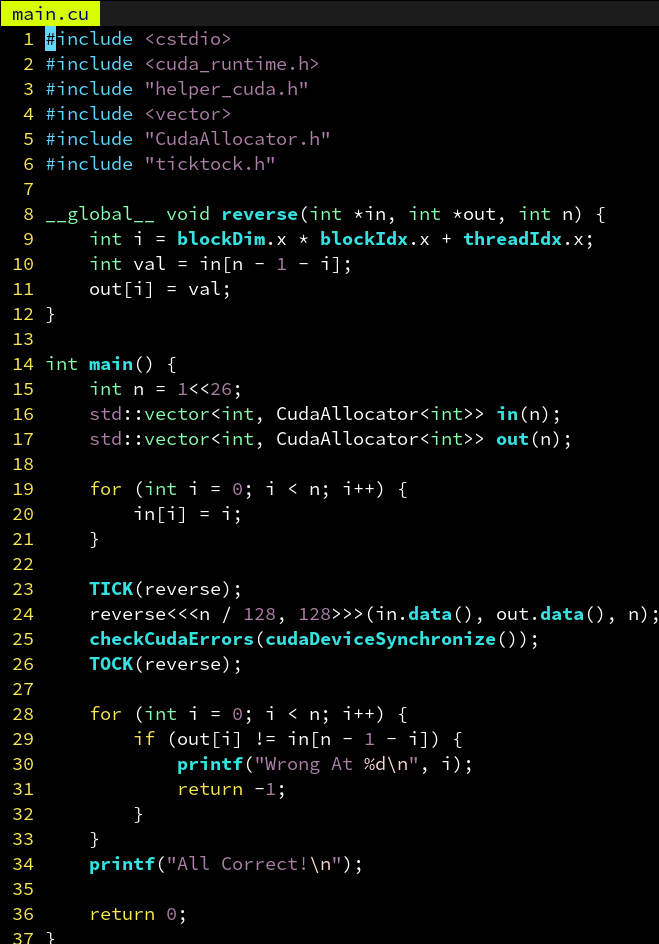 main.cu
1 #include <cstdio>
2 #include <cuda_runtime.h>
3 #include "helper_cuda.h"
4 #include <vector>
5 #include "CudaAllocator.h"
6 #include "ticktock.h"
7
8 __global__ void reverse(int *in, int *out, int n) {
9     int i = blockDim.x * blockIdx.x + threadIdx.x;
10     int val = in[n - 1 - i];
11     out[i] = val;
12 }
13
14 int main() {
15     int n = 1<<26;
16     std::vector<int, CudaAllocator<int>> in(n);
17     std::vector<int, CudaAllocator<int>> out(n);
18
19     for (int i = 0; i < n; i++) {
20         in[i] = i;
21     }
22
23     TICK(reverse);
24     reverse<<<n / 128, 128>>>(in.data(), out.data(), n);
25     checkCudaErrors(cudaDeviceSynchronize());
26     TOCK(reverse);
27
28     for (int i = 0; i < n; i++) {
29         if (out[i] != in[n - 1 - i]) {
30             printf("Wrong At %d\n", i);
31             return -1;
32         }
33     }
34     printf("All Correct!\n");
35
36     return 0;
37 }